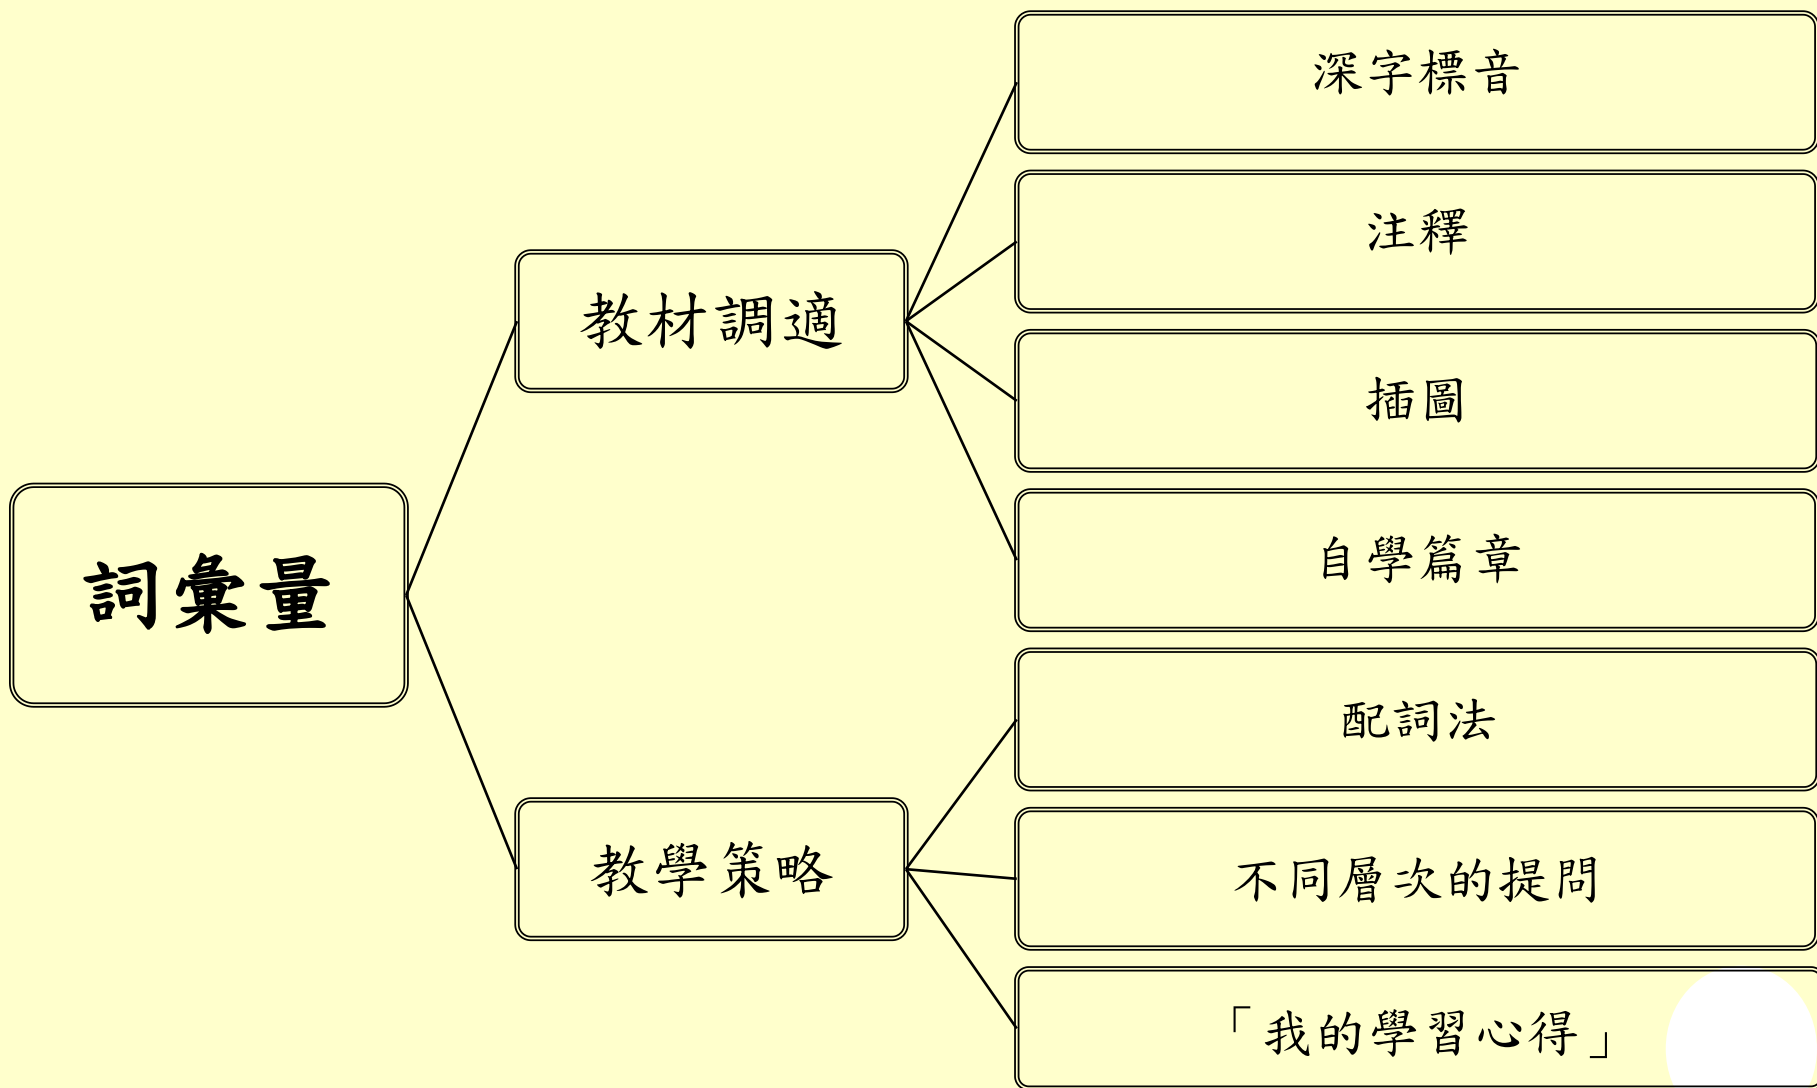 詞彙量
教材調適
深字標音
注釋
插圖
自學篇章
教學策略
配詞法
不同層次的提問
「我的學習心得」